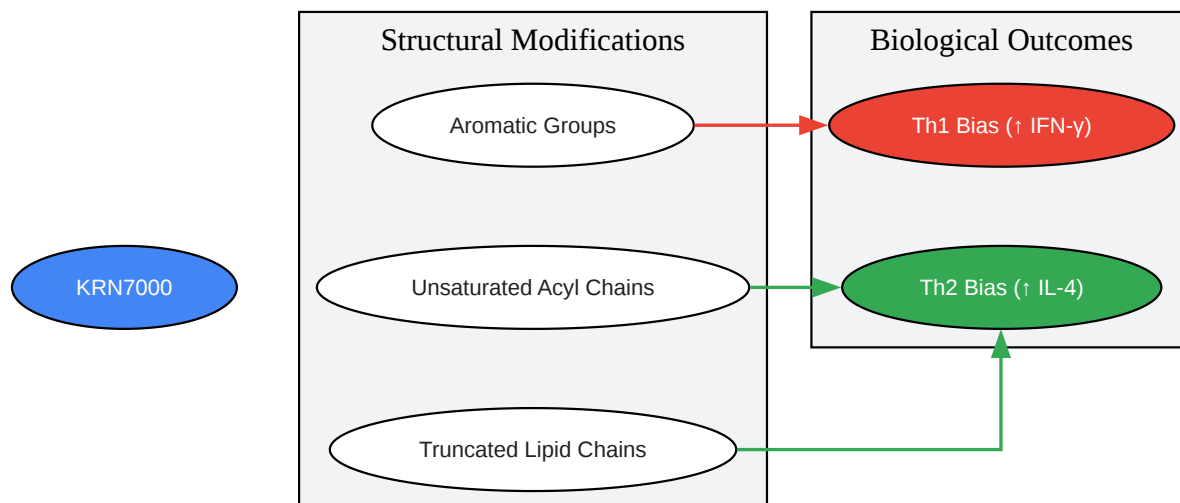 Structural Modifications
Biological Outcomes
Aromatic Groups
Th1 Bias (↑ IFN-γ)
KRN7000
Unsaturated Acyl Chains
Th2 Bias (↑ IL-4)
Truncated Lipid Chains